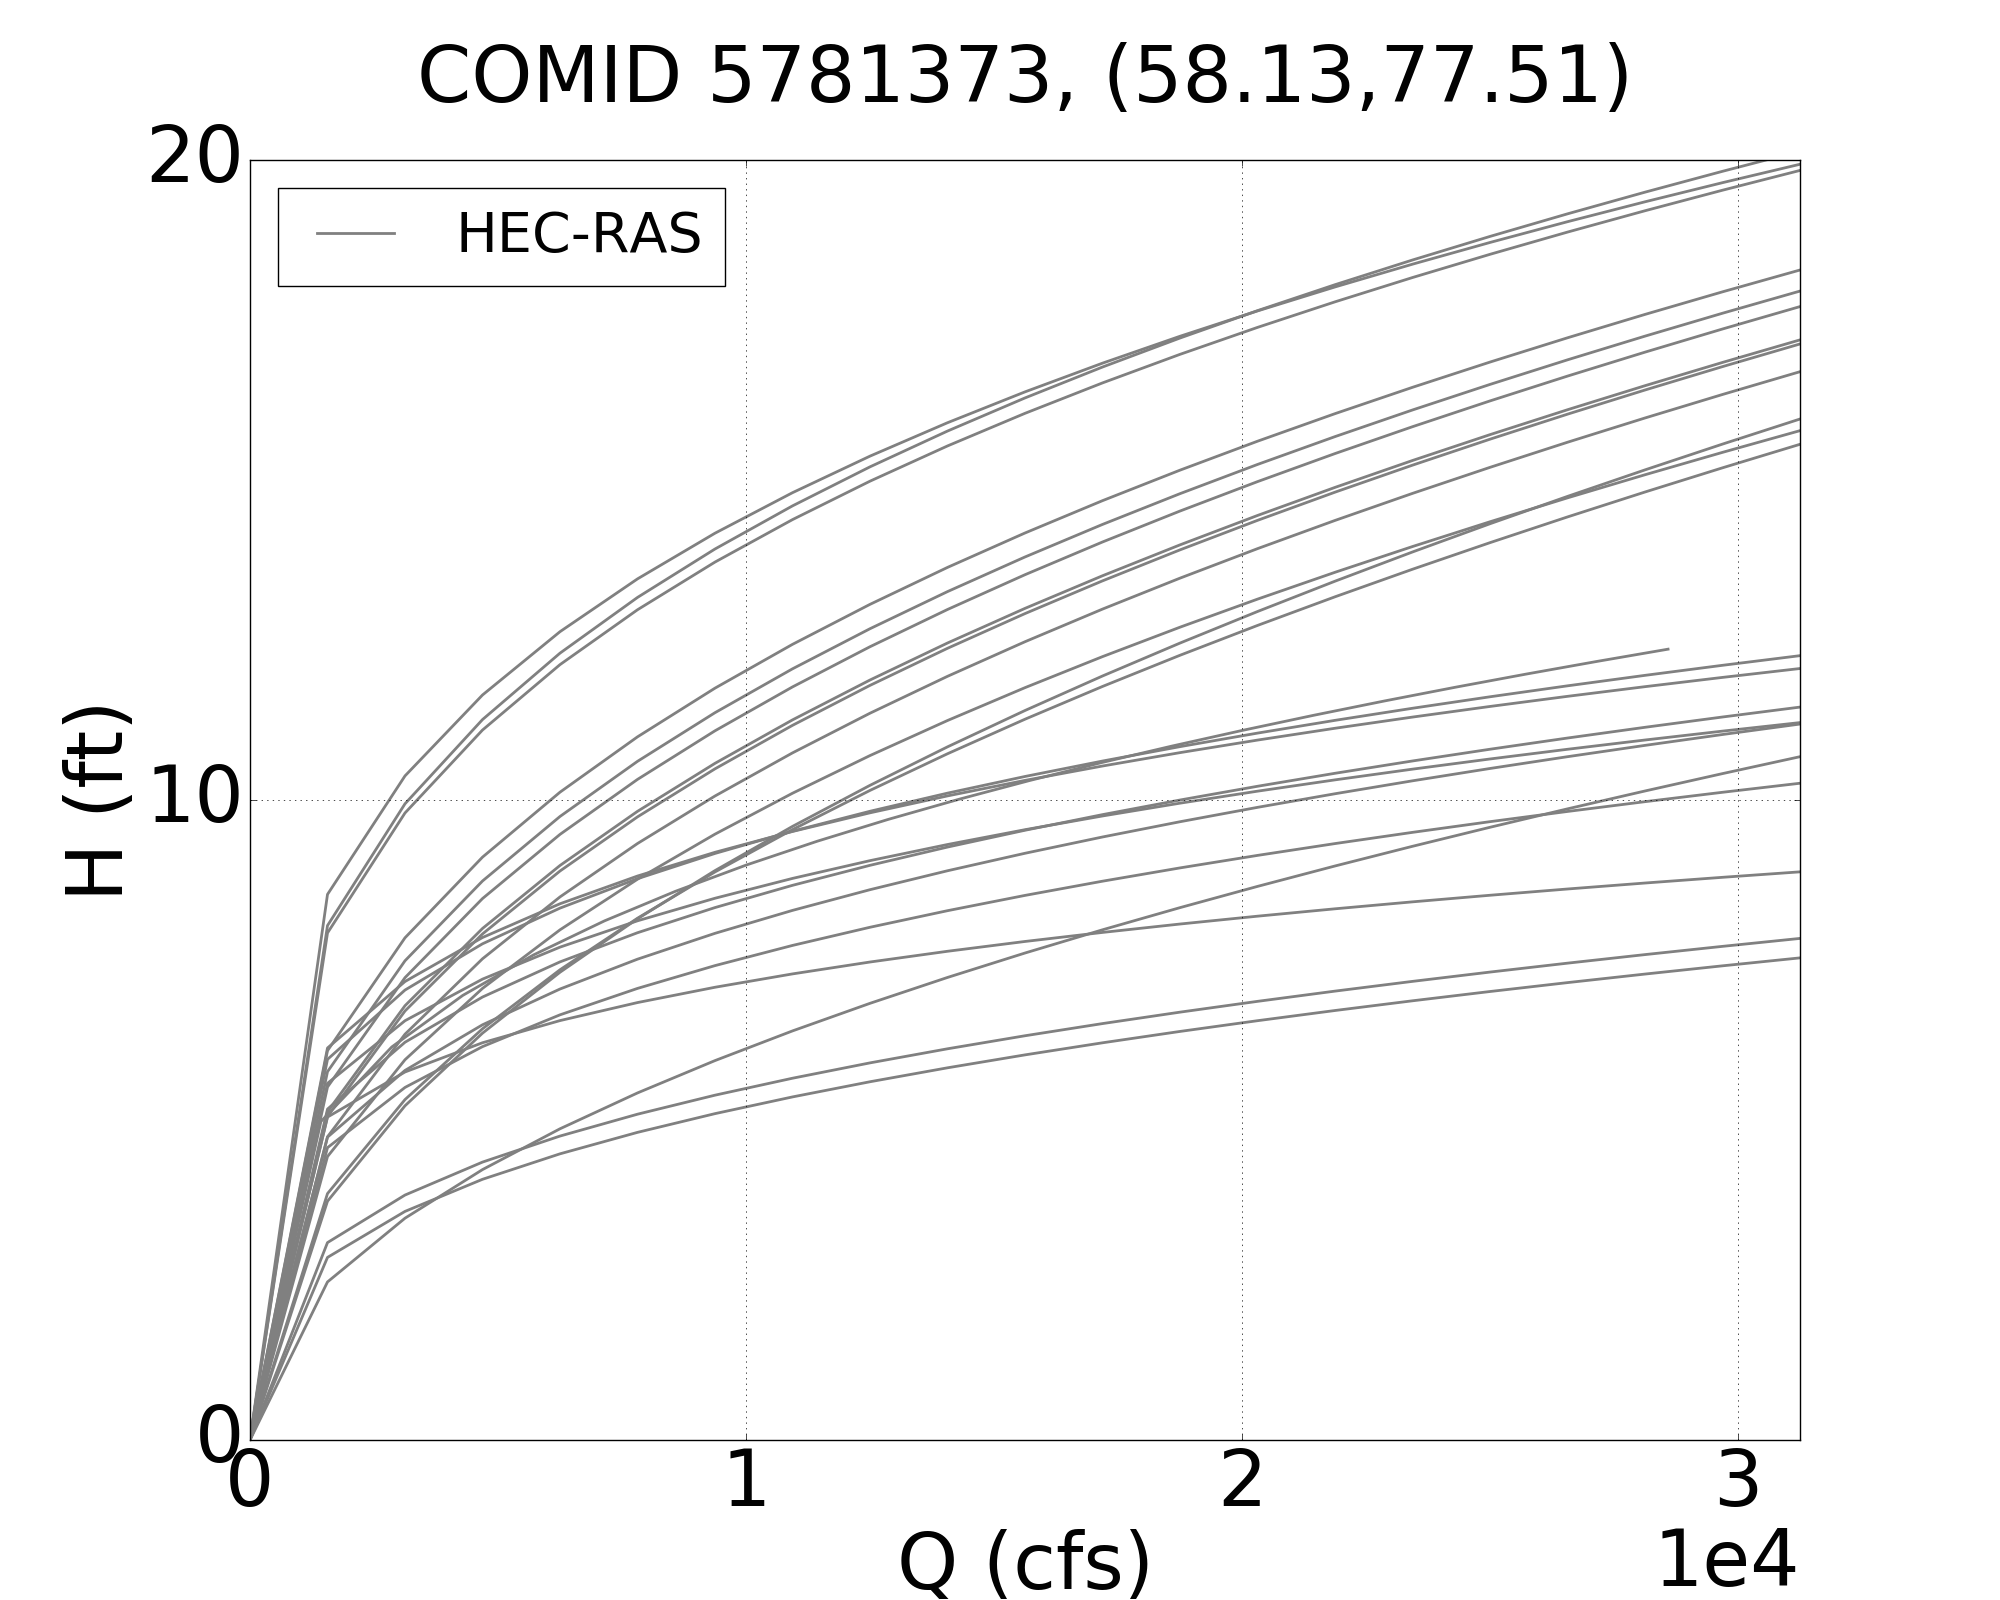 COMID 5781373, (58.13,77.51)
20
HEC-RAS
H (ft)
10
0
0 1 2 3
Q (cfs)
1e4